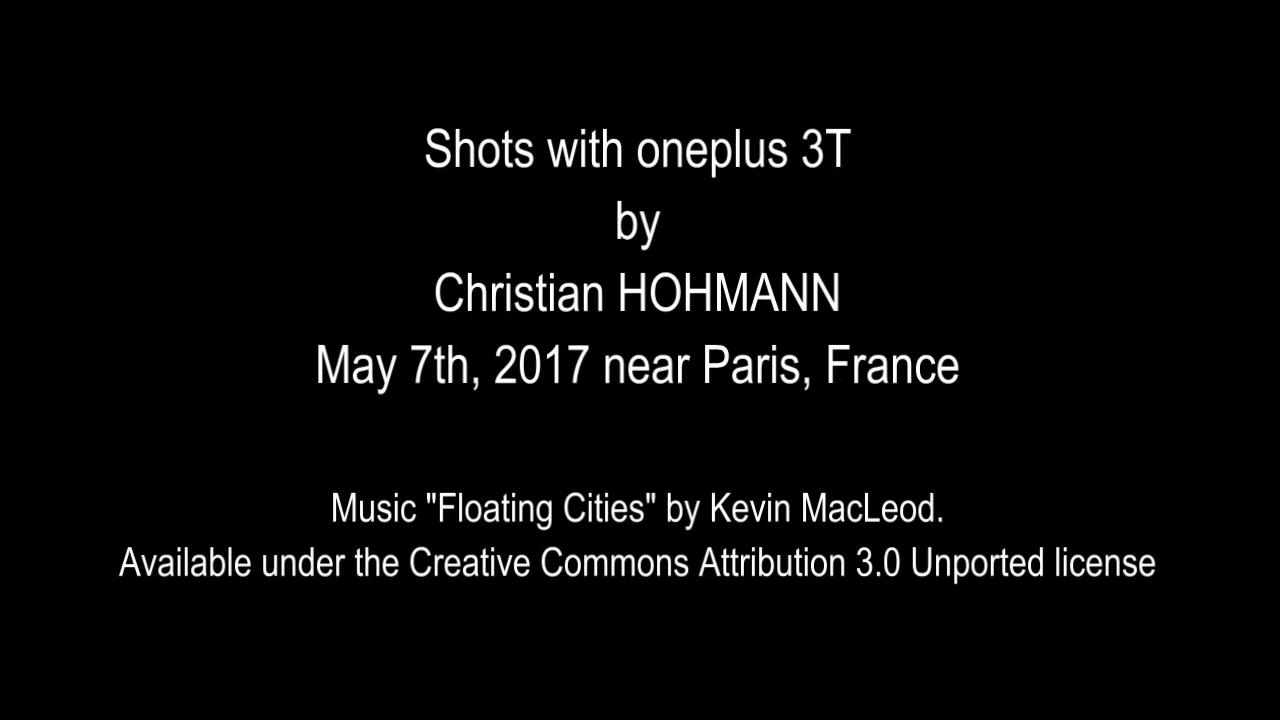 Shots with oneplus 3T
by
Christian HOHMANN
May 7th, 2017 near Paris, France
Music "Floating Cities" by Kevin MacLeod.
Available under the Creative Commons Attribution 3.0 Unported license